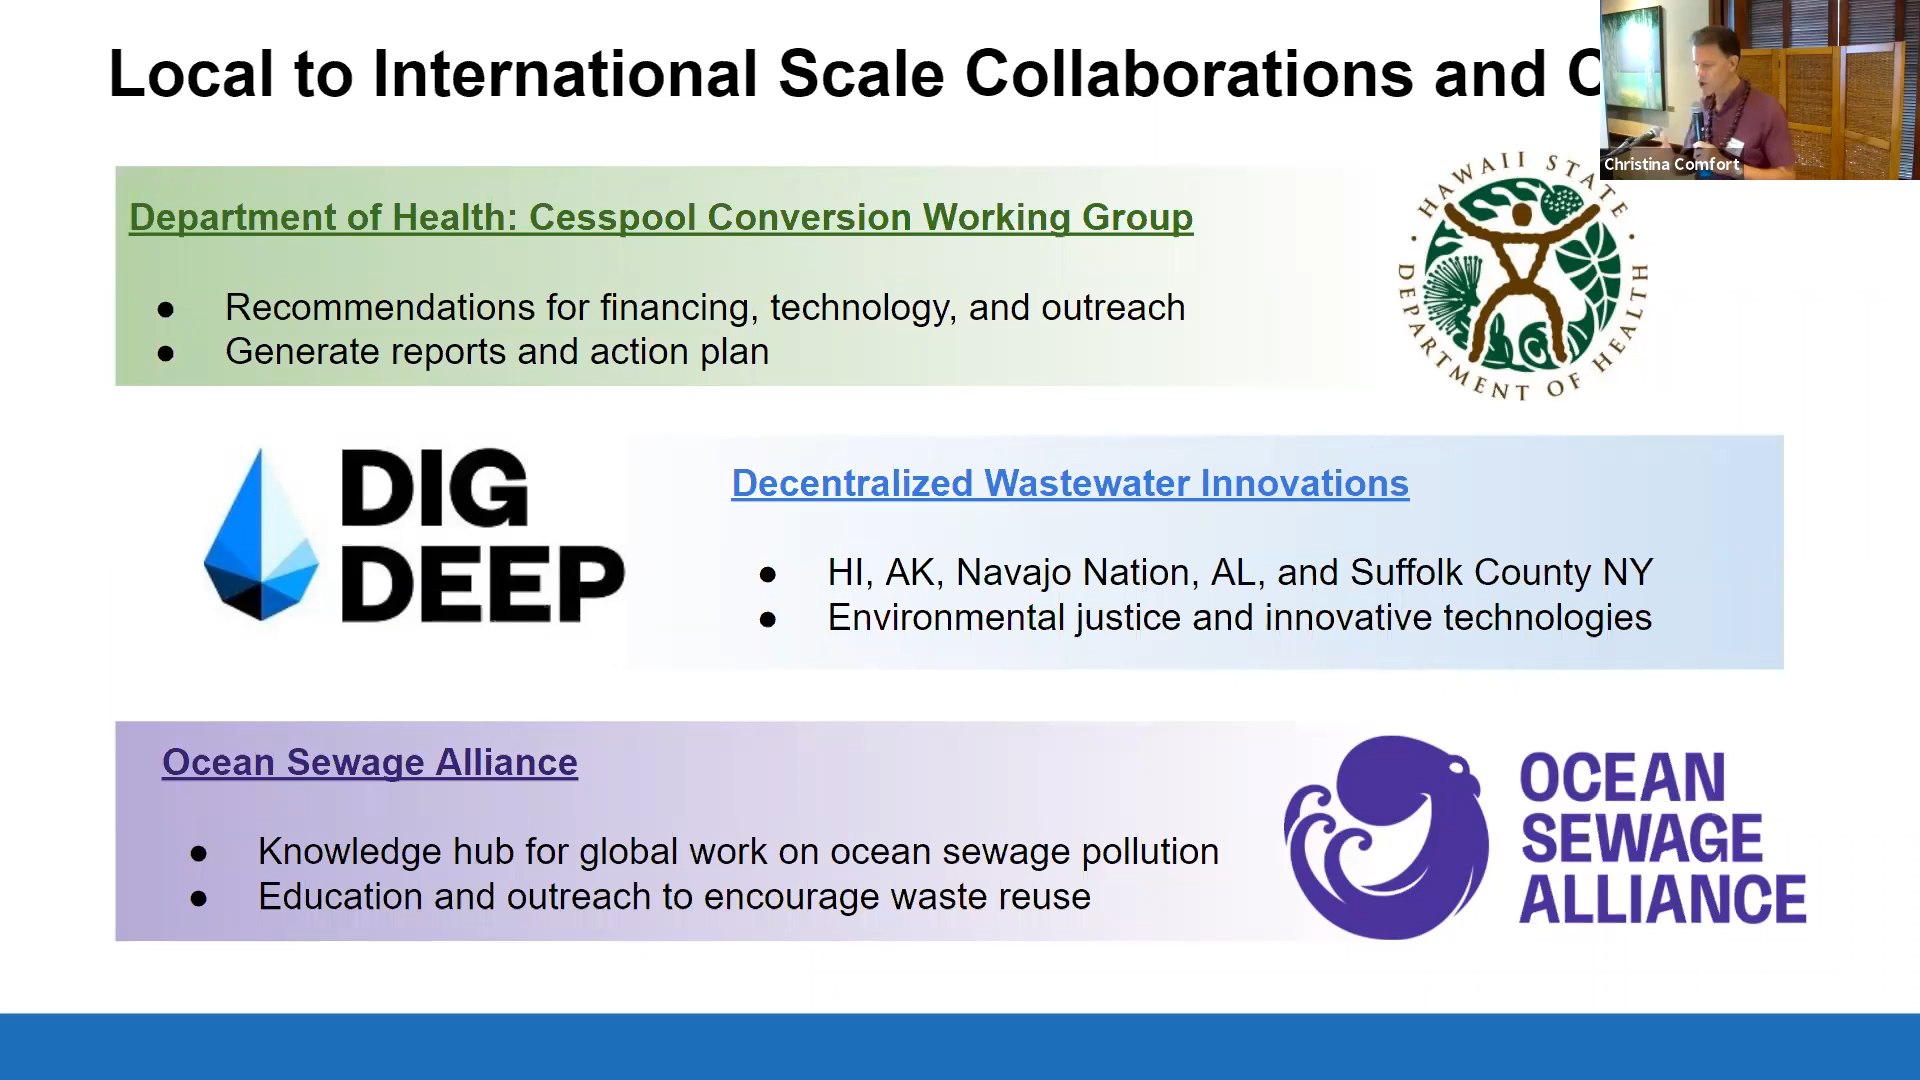 Local to International Scale Collaborations and
Christina Comfort
Department of Health: Cesspool Conversion Working Group
● Recommendations for financing, technology, and outreach
● Generate reports and action plan
HAWAII STATE
DEPARTMENT OF HEALTH
DIG
DEEP
Decentralized Wastewater Innovations
● HI, AK, Navajo Nation, AL, and Suffolk County NY
● Environmental justice and innovative technologies
Ocean Sewage Alliance
● Knowledge hub for global work on ocean sewage pollution
● Education and outreach to encourage waste reuse
OCEAN
SEWAGE
ALLIANCE